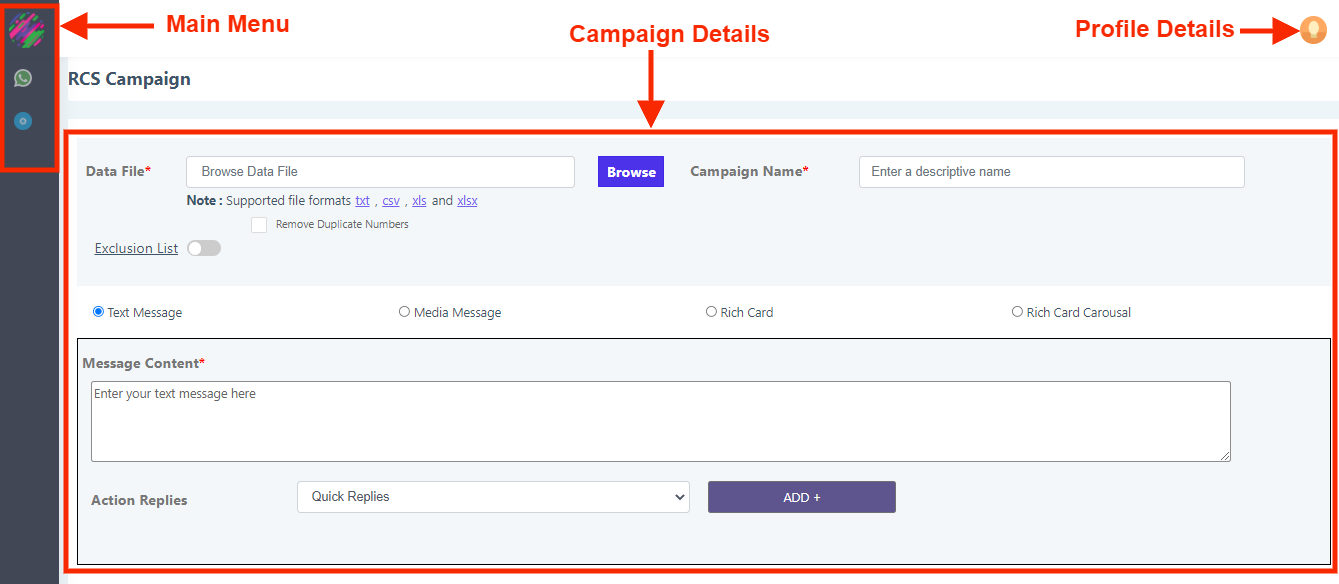 Main Menu
Campaign Details
Profile Details
RCS Campaign
Data File* Browse Data File Browse Campaign Name* Enter a descriptive name
Note : Supported file formats txt , csv , xls and xlsx
Remove Duplicate Numbers
Exclusion List
Text Message Media Message Rich Card Rich Card Carousal
Message Content*
Enter your text message here
Action Replies Quick Replies ADD +